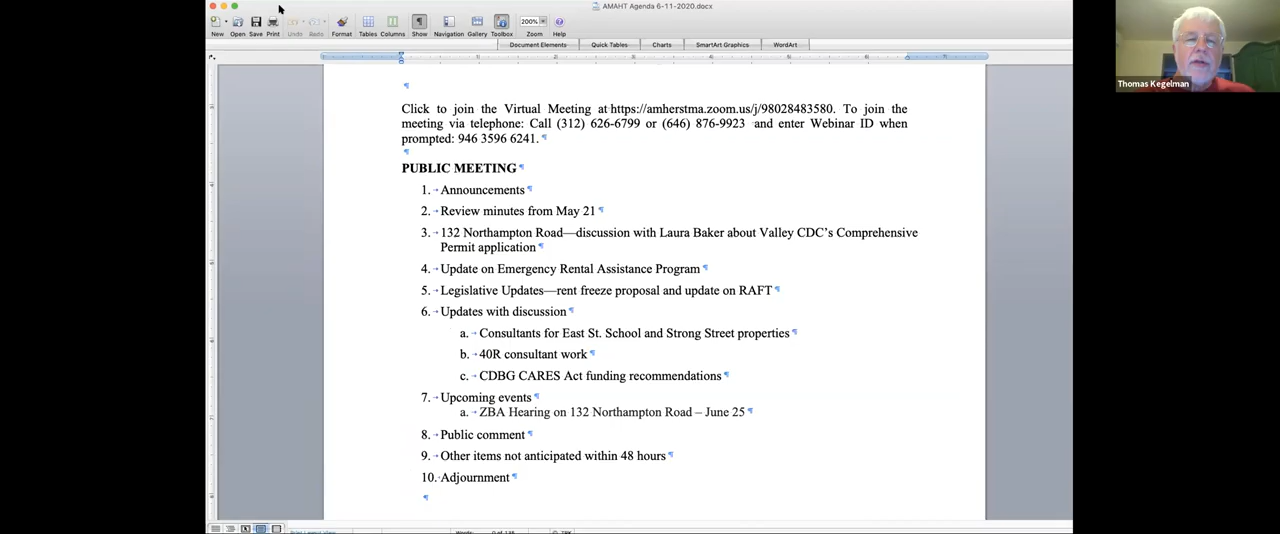 AMAHT Agenda 6-11-2020.docx
New Open Save Print Undo Redo Format Tables Columns Show Navigation Gallery Toolbox 200% Zoom Help
Document Elements Quick Tables Charts SmartArt Graphics WordArt
Thomas Kegelman
Click to join the Virtual Meeting at https://amherstma.zoom.us/j/98028483580. To join the
meeting via telephone: Call (312) 626-6799 or (646) 876-9923 and enter Webinar ID when
prompted: 946 3596 6241.
PUBLIC MEETING
1. Announcements
2. Review minutes from May 21
3. 132 Northampton Road—discussion with Laura Baker about Valley CDC's Comprehensive
Permit application
4. Update on Emergency Rental Assistance Program
5. Legislative Updates—rent freeze proposal and update on RAFT
6. Updates with discussion
a. Consultants for East St. School and Strong Street properties
b. 40R consultant work
c. CDBG CARES Act funding recommendations
7. Upcoming events
a. ZBA Hearing on 132 Northampton Road – June 25
8. Public comment
9. Other items not anticipated within 48 hours
10. Adjournment